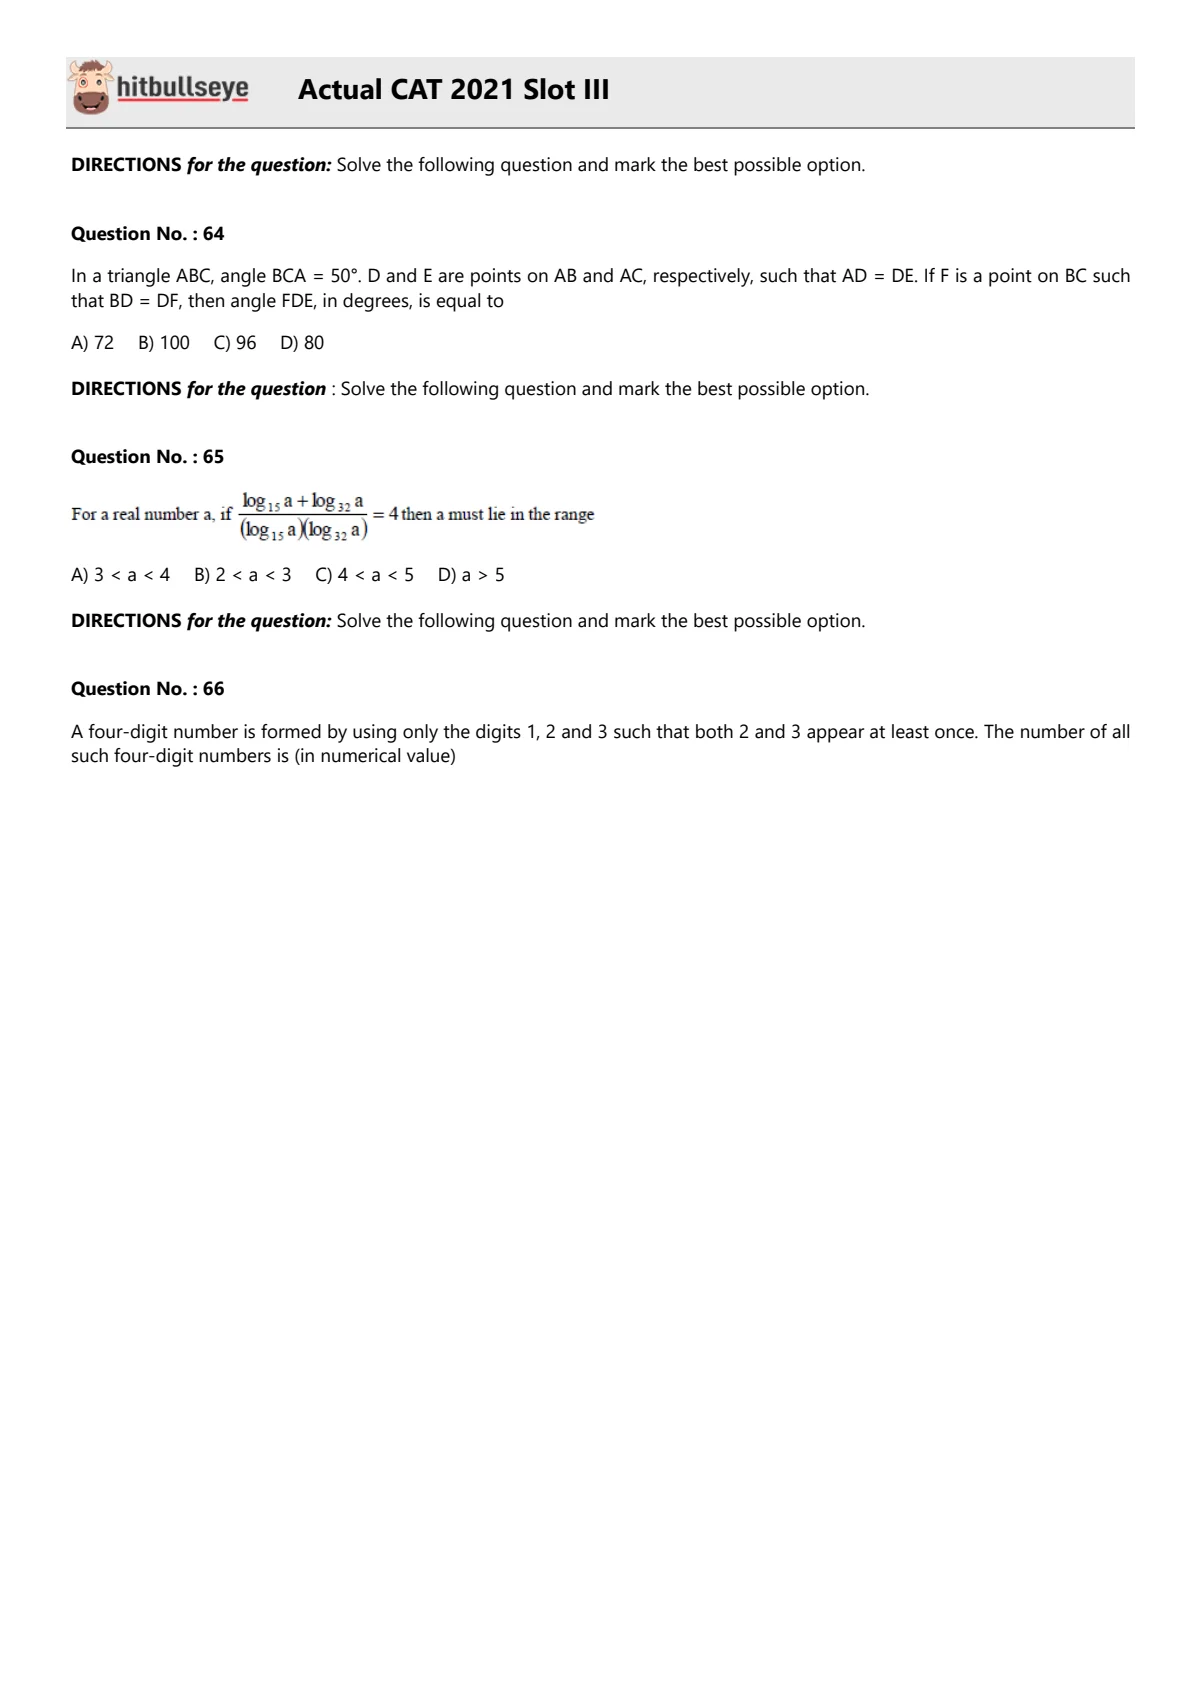 hitbullseye Actual CAT 2021 Slot III
DIRECTIONS for the question: Solve the following question and mark the best possible option.
Question No. : 64
In a triangle ABC, angle BCA = 50°. D and E are points on AB and AC, respectively, such that AD = DE. If F is a point on BC such
that BD = DF, then angle FDE, in degrees, is equal to
A) 72 B) 100 C) 96 D) 80
DIRECTIONS for the question : Solve the following question and mark the best possible option.
Question No. : 65
For a real number a, if (log₁₅ a + log₃₂ a)/((log₁₅ a)(log₃₂ a)) = 4 then a must lie in the range
A) 3 < a < 4 B) 2 < a < 3 C) 4 < a < 5 D) a > 5
DIRECTIONS for the question: Solve the following question and mark the best possible option.
Question No. : 66
A four-digit number is formed by using only the digits 1, 2 and 3 such that both 2 and 3 appear at least once. The number of all
such four-digit numbers is (in numerical value)